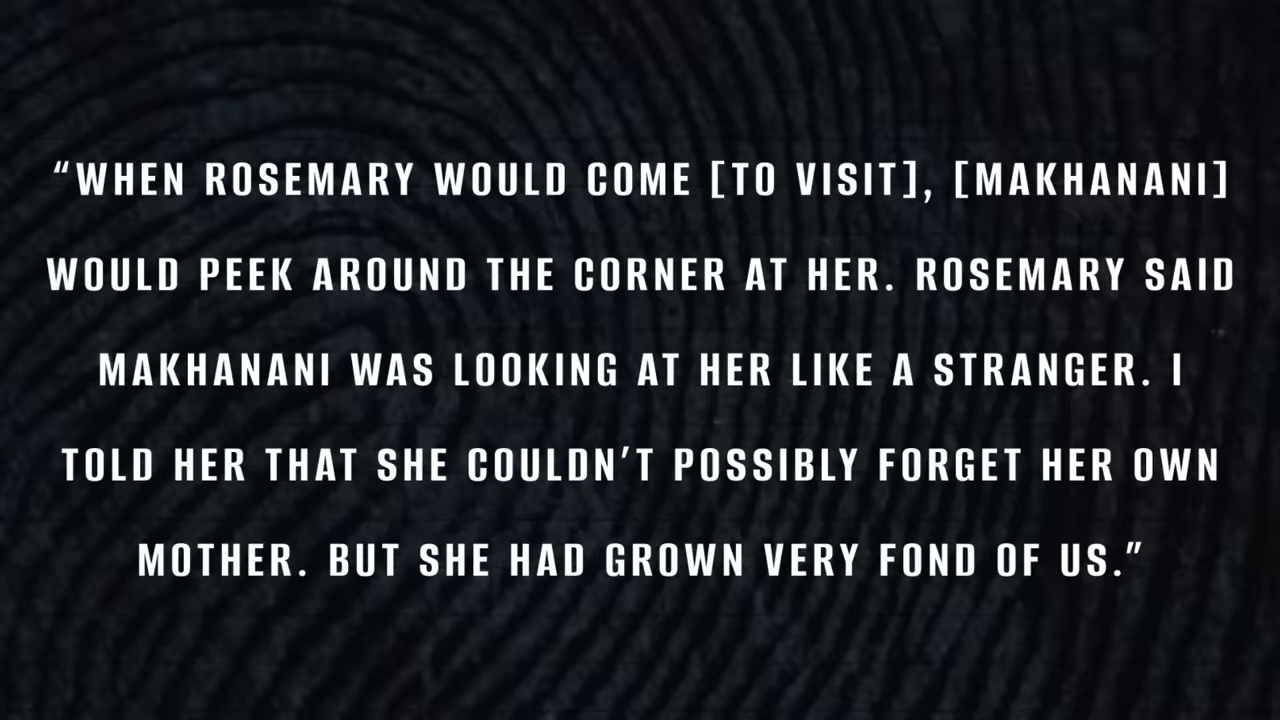 “WHEN ROSEMARY WOULD COME [TO VISIT], [MAKHANANI]
WOULD PEEK AROUND THE CORNER AT HER. ROSEMARY SAID
MAKHANANI WAS LOOKING AT HER LIKE A STRANGER. I
TOLD HER THAT SHE COULDN’T POSSIBLY FORGET HER OWN
MOTHER. BUT SHE HAD GROWN VERY FOND OF US.”